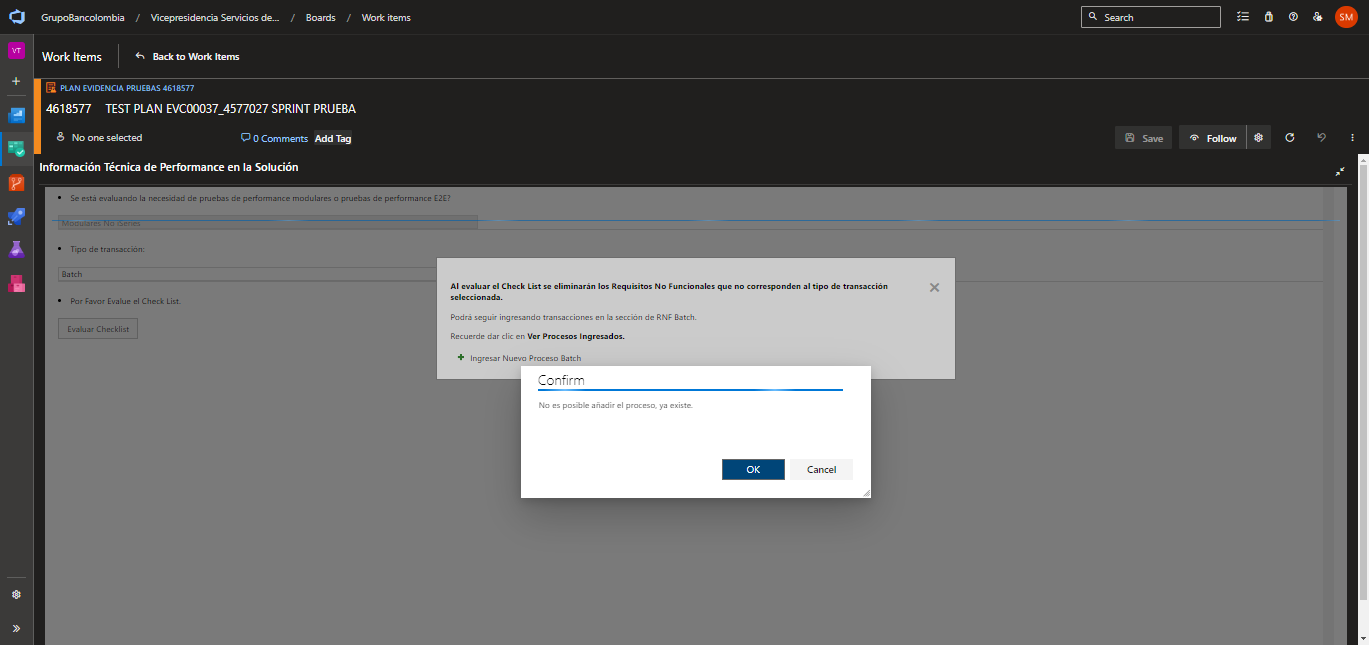 GrupoBancolombia / Vicepresidencia Servicios de... / Boards / Work items
Search
SM
VT
Work Items
Back to Work Items
PLAN EVIDENCIA PRUEBAS 4618577
4618577 TEST PLAN EVC00037_4577027 SPRINT PRUEBA
No one selected
0 Comments
Add Tag
Save
Follow
Información Técnica de Performance en la Solución
Se está evaluando la necesidad de pruebas de performance modulares o pruebas de performance E2E?
Modulares No Iseries
Tipo de transacción:
Batch
Por Favor Evalue el Check List.
Evaluar Checklist
Al evaluar el Check List se eliminarán los Requisitos No Funcionales que no corresponden al tipo de transacción
seleccionada.
Podrá seguir ingresando transacciones en la sección de RNF Batch.
Recuerde dar clic en Ver Procesos Ingresados.
Ingresar Nuevo Proceso Batch
Confirm
No es posible añadir el proceso, ya existe.
OK
Cancel